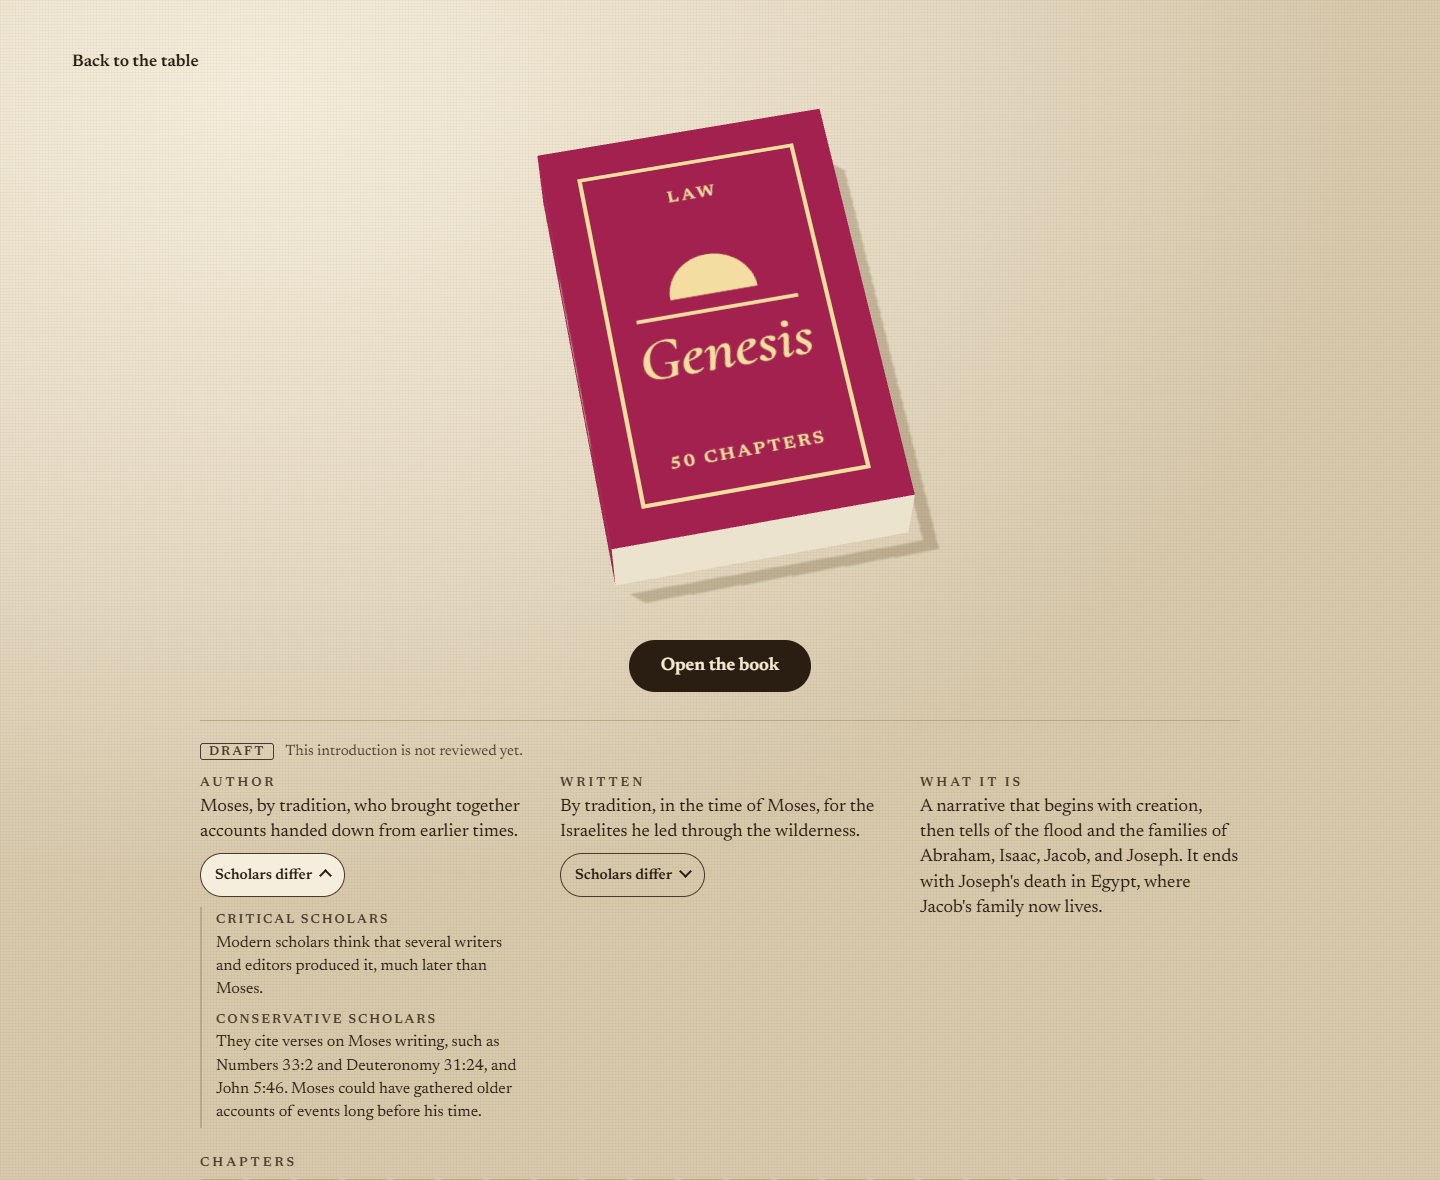 Back to the table
LAW
Genesis
50 CHAPTERS
Open the book
DRAFT This introduction is not reviewed yet.
AUTHOR
Moses, by tradition, who brought together
accounts handed down from earlier times.
Scholars differ
CRITICAL SCHOLARS
Modern scholars think that several writers
and editors produced it, much later than
Moses.
CONSERVATIVE SCHOLARS
They cite verses on Moses writing, such as
Numbers 33:2 and Deuteronomy 31:24, and
John 5:46. Moses could have gathered older
accounts of events long before his time.
WRITTEN
By tradition, in the time of Moses, for the
Israelites he led through the wilderness.
Scholars differ
WHAT IT IS
A narrative that begins with creation,
then tells of the flood and the families of
Abraham, Isaac, Jacob, and Joseph. It ends
with Joseph's death in Egypt, where
Jacob's family now lives.
CHAPTERS